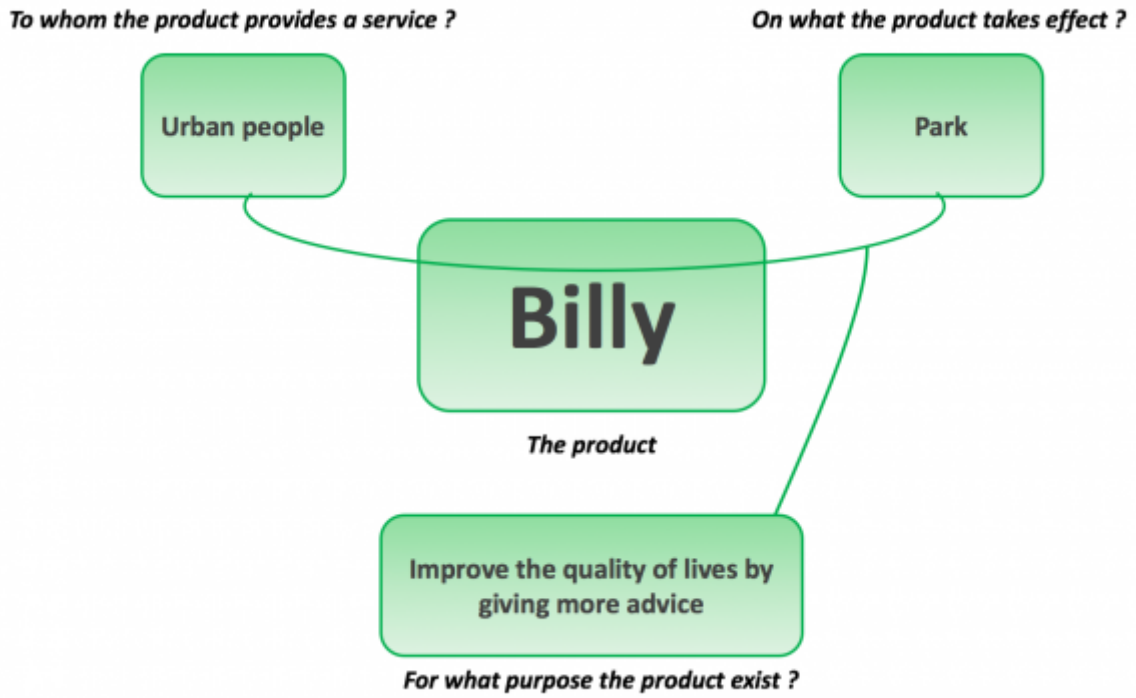 To whom the product provides a service ?
On what the product takes effect ?
Urban people
Park
Billy
The product
Improve the quality of lives by
giving more advice
For what purpose the product exist ?